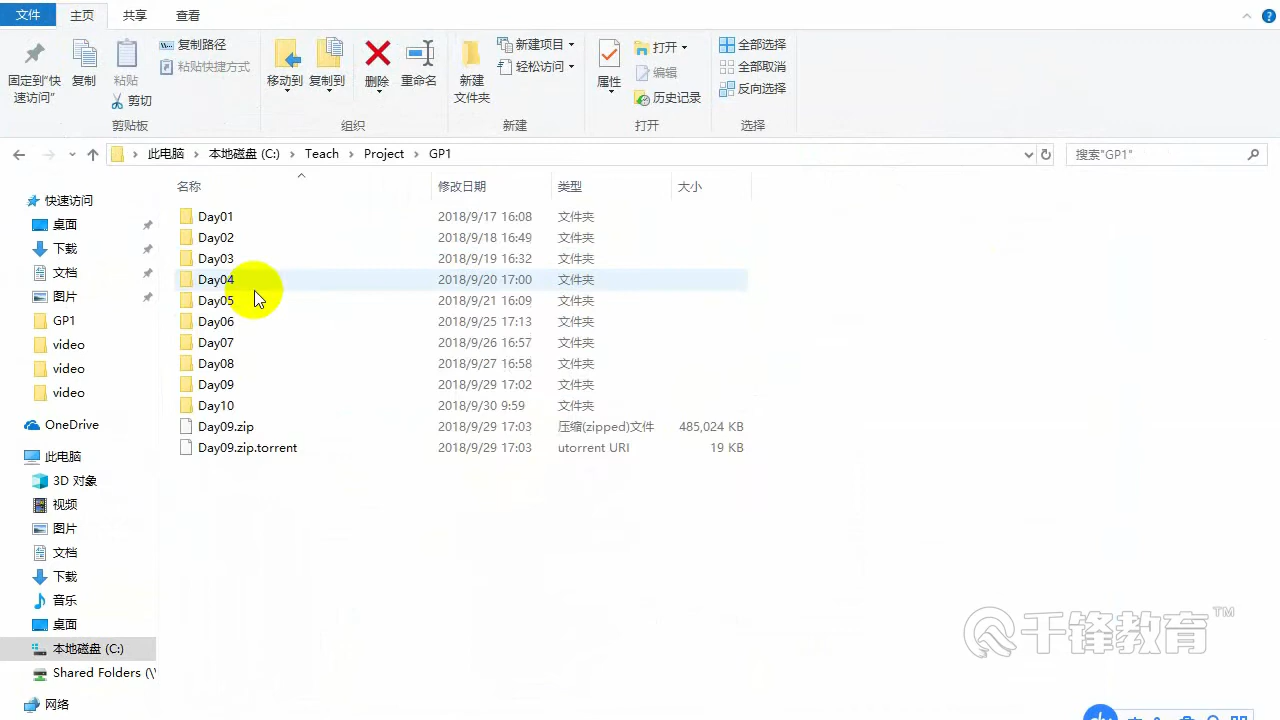 文件 主页 共享 查看
固定到"快速访问" 复制 粘贴 复制路径 粘贴快捷方式 剪切 移动到 复制到 删除 重命名 新建文件夹 新建项目 轻松访问 属性 打开 编辑 历史记录 全部选择 全部取消 反向选择
剪贴板 组织 新建 打开 选择
此电脑 本地磁盘 (C:) Teach Project GP1 搜索"GP1"
名称 修改日期 类型 大小
Day01 2018/9/17 16:08 文件夹
Day02 2018/9/18 16:49 文件夹
Day03 2018/9/19 16:32 文件夹
Day04 2018/9/20 17:00 文件夹
Day05 2018/9/21 16:09 文件夹
Day06 2018/9/25 17:13 文件夹
Day07 2018/9/26 16:57 文件夹
Day08 2018/9/27 16:58 文件夹
Day09 2018/9/29 17:02 文件夹
Day10 2018/9/30 9:59 文件夹
Day09.zip 2018/9/29 17:03 压缩(zipped)文件 485,024 KB
Day09.zip.torrent 2018/9/29 17:03 utorrent URI 19 KB
快速访问
桌面
下载
文档
图片
GP1
video
video
video
OneDrive
此电脑
3D 对象
视频
图片
文档
下载
音乐
桌面
本地磁盘 (C:)
Shared Folders (\\
网络
千锋教育TM